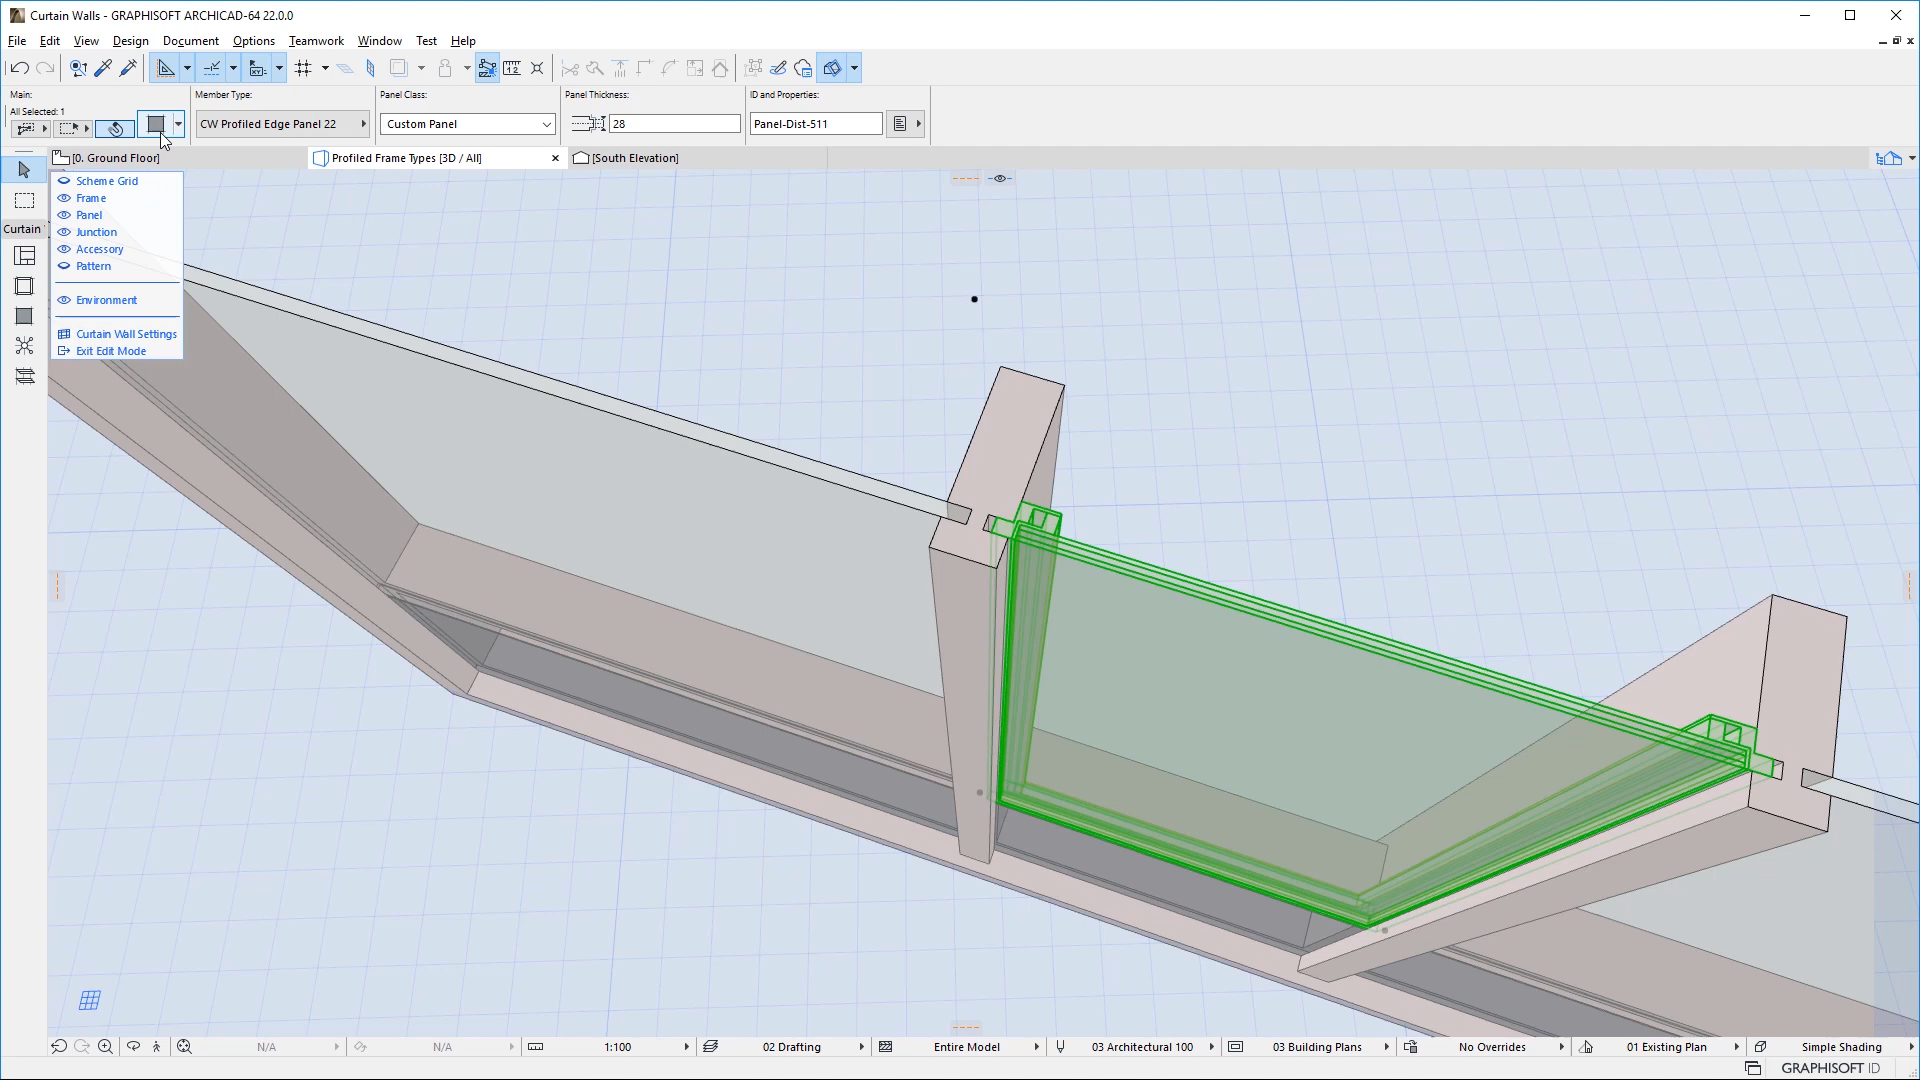 Curtain Walls - GRAPHISOFT ARCHICAD-64 22.0.0
File Edit View Design Document Options Teamwork Window Test Help
Main: Member Type: Panel Class: Panel Thickness: ID and Properties:
All Selected: 1
CW Profiled Edge Panel 22 Custom Panel 28 Panel-Dist-511
[0. Ground Floor] Profiled Frame Types [3D / All] [South Elevation]
Scheme Grid
Frame
Panel
Curtain
Junction
Accessory
Pattern
Environment
Curtain Wall Settings
Exit Edit Mode
N/A N/A 1:100 02 Drafting Entire Model 03 Architectural 100 03 Building Plans No Overrides 01 Existing Plan Simple Shading
GRAPHISOFT ID